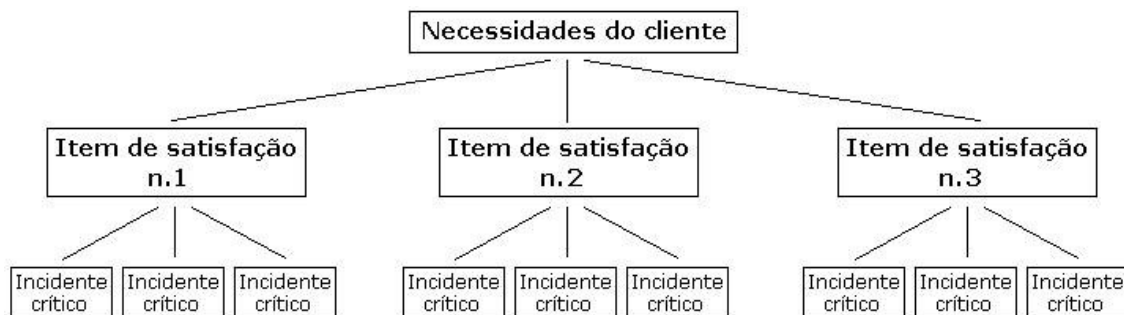 Necessidades do cliente
Item de satisfação
n.1
Item de satisfação
n.2
Item de satisfação
n.3
Incidente
crítico
Incidente
crítico
Incidente
crítico
Incidente
crítico
Incidente
crítico
Incidente
crítico
Incidente
crítico
Incidente
crítico
Incidente
crítico